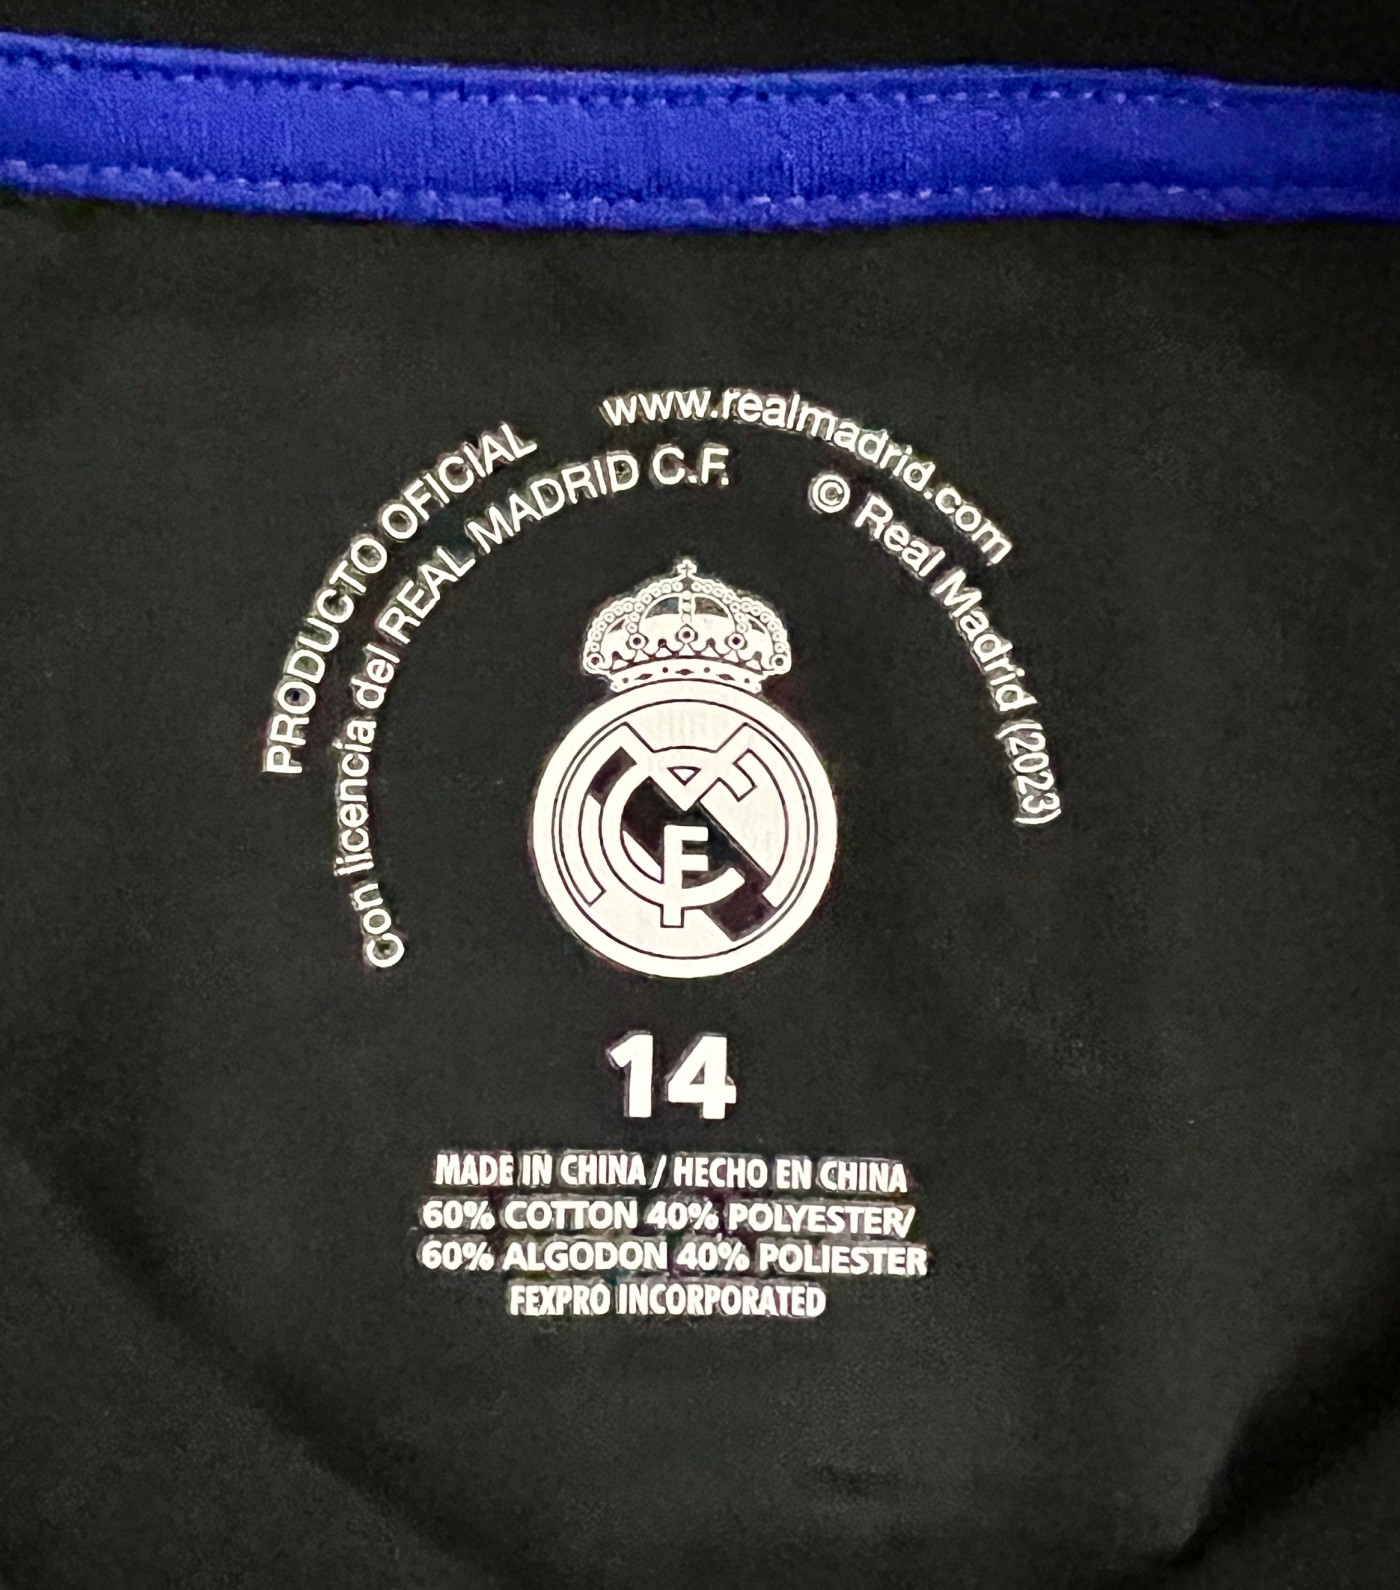 PRODUCTO OFICIAL
Con licencia del REAL MADRID C.F.
www.realmadrid.com
© Real Madrid (2023)
14
MADE IN CHINA / HECHO EN CHINA
60% COTTON 40% POLYESTER/
60% ALGODON 40% POLIESTER
FEXPRO INCORPORATED